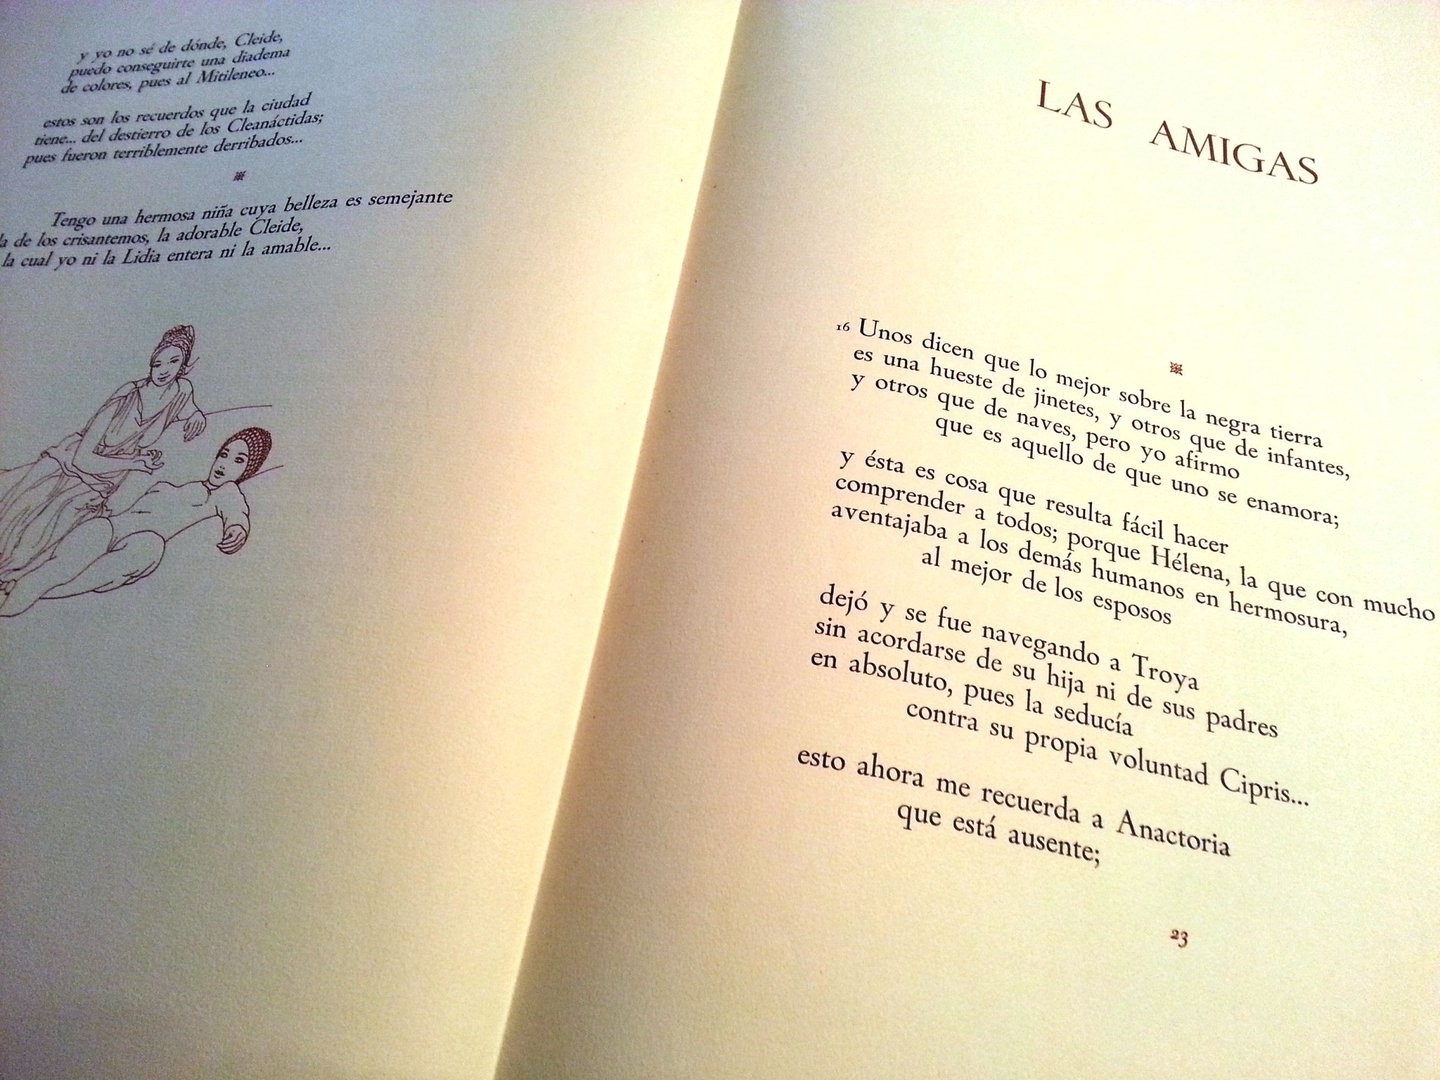 y yo no sé de dónde, Cleide,
puedo conseguirte una diadema
de colores, pues al Mitileneo...
estos son los recuerdos que la ciudad
tiene... del destierro de los Cleanáctidas;
pues fueron terriblemente derribados...
Tengo una hermosa niña cuya belleza es semejante
de los crisantemos, la adorable Cleide,
la cual yo ni la Lidia entera ni la amable...
LAS AMIGAS
16 Unos dicen que lo mejor sobre la negra tierra
es una hueste de jinetes, y otros que de infantes,
y otros que de naves, pero yo afirmo
que es aquello de que uno se enamora;
y ésta es cosa que resulta fácil hacer
comprender a todos; porque Hélena, la que con mucho
aventajaba a los demás humanos en hermosura,
al mejor de los esposos
dejó y se fue navegando a Troya
sin acordarse de su hija ni de sus padres
en absoluto, pues la seducía
contra su propia voluntad Cipris...
esto ahora me recuerda a Anactoria
que está ausente;
23